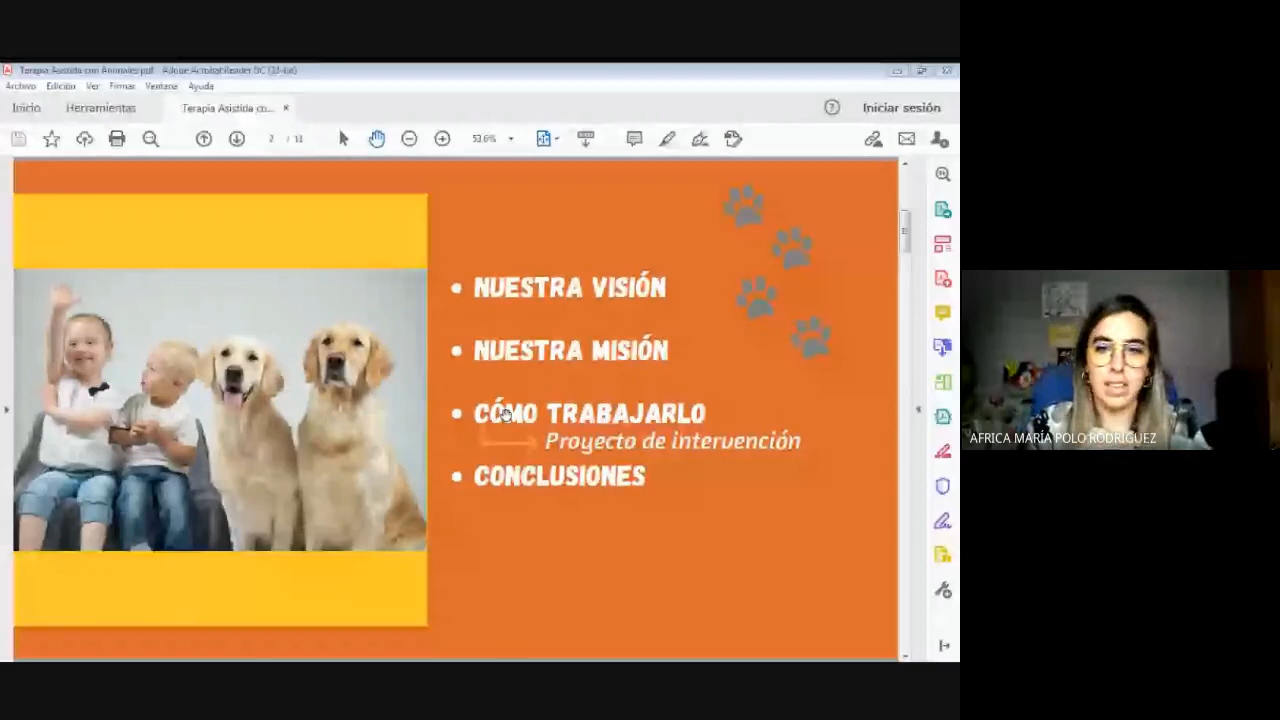 Terapia Asistida con Animales.pdf - Adobe Acrobat Reader DC (32-bit)
Archivo Edición Ver Firmar Ventana Ayuda
Inicio Herramientas Terapia Asistida co... Iniciar sesión
2 / 11 53,6%
• NUESTRA VISIÓN
• NUESTRA MISIÓN
• CÓMO TRABAJARLO
Proyecto de intervención
• CONCLUSIONES
AFRICA MARÍA POLO RODRIGUEZ